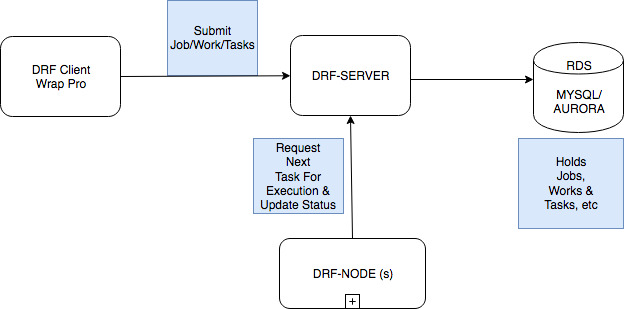 Submit
Job/Work/Tasks
DRF Client
Wrap Pro
DRF-SERVER
RDS
MYSQL/
AURORA
Request
Next
Task For
Execution &
Update Status
Holds
Jobs,
Works &
Tasks, etc
DRF-NODE (s)
+